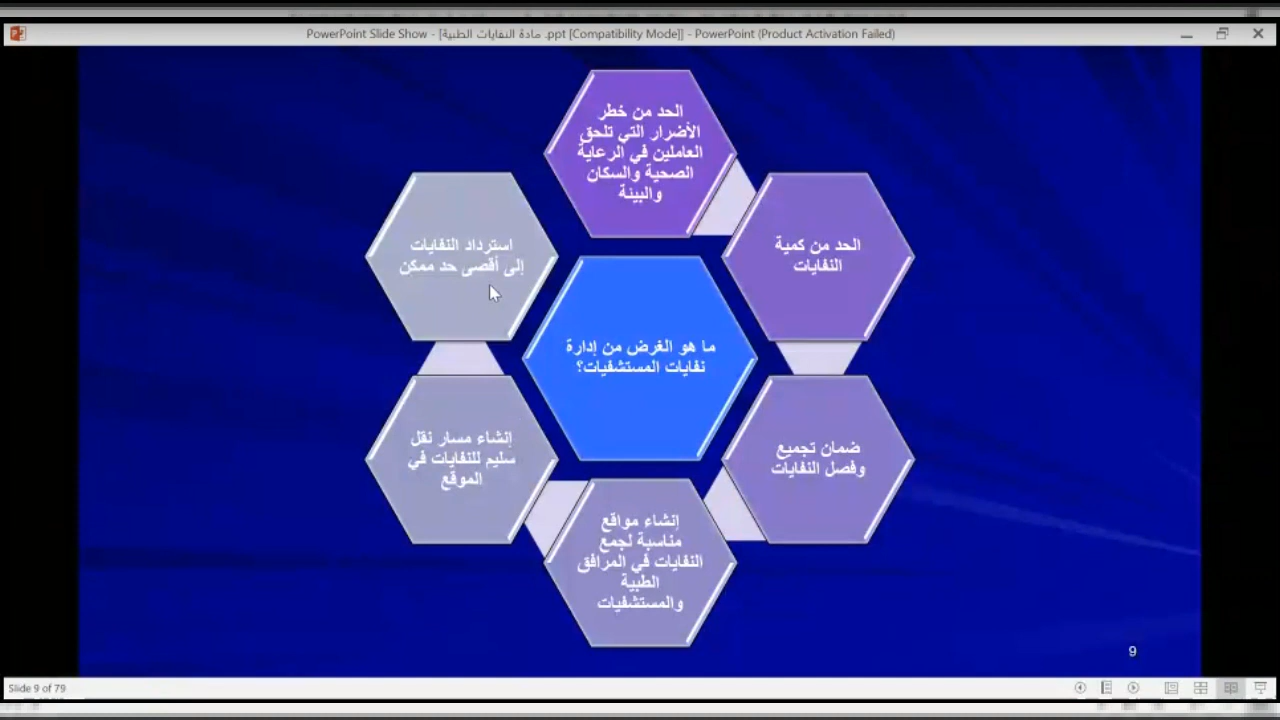 PowerPoint Slide Show - [مادة النفايات الطبية .ppt [Compatibility Mode]] - PowerPoint (Product Activation Failed)
الحد من خطر
الأضرار التي تلحق
العاملين في الرعاية
الصحية والسكان
والبيئة
الحد من كمية
النفايات
ضمان تجميع
وفصل النفايات
إنشاء مواقع
مناسبة لجمع
النفايات في المرافق
الطبية
والمستشفيات
إنشاء مسار نقل
سليم للنفايات في
الموقع
استرداد النفايات
إلى أقصى حد ممكن
ما هو الغرض من إدارة
نفايات المستشفيات؟
9
Slide 9 of 79